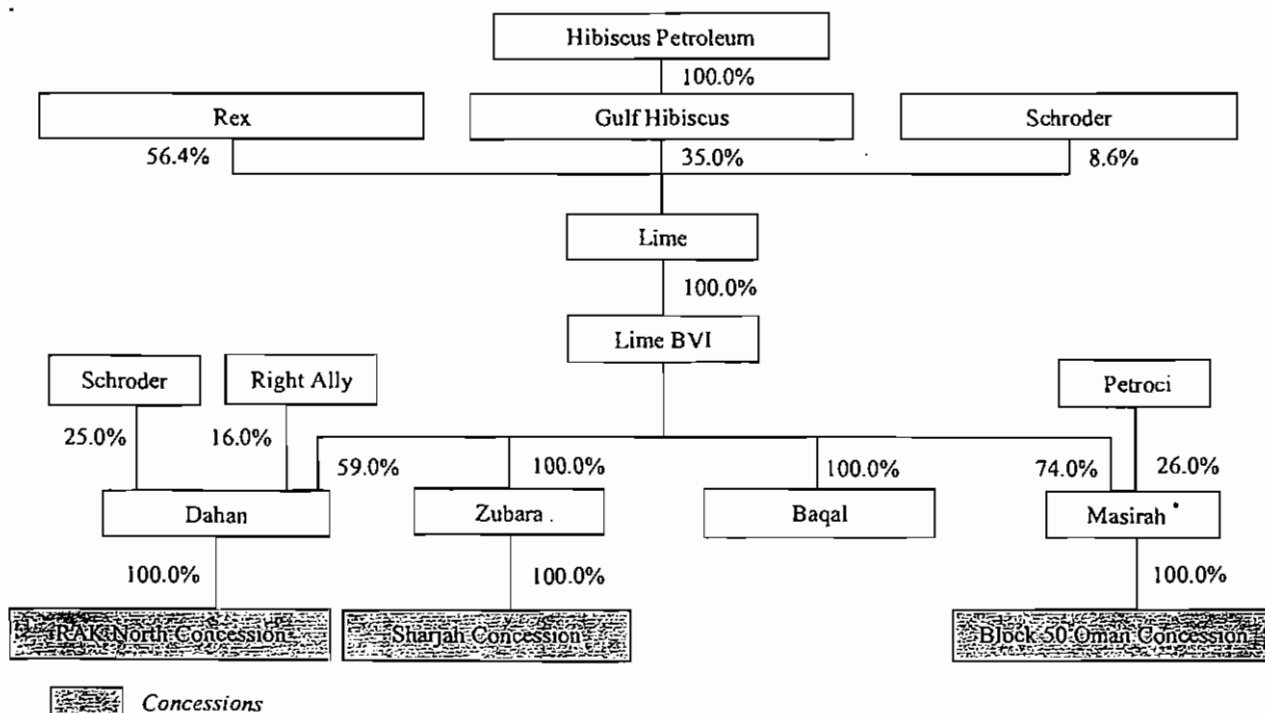 Hibiscus Petroleum
100.0%
Rex
Gulf Hibiscus
Schroder
56.4%
35.0%
8.6%
Lime
100.0%
Lime BVI
Schroder
Right Ally
Petroci
25.0%
16.0%
59.0%
100.0%
100.0%
74.0%
26.0%
Dahan
Zubara
Baqal
Masirah *
100.0%
100.0%
100.0%
RAK North Concession
Sharjah Concession
Block 50 Oman Concession
Concessions